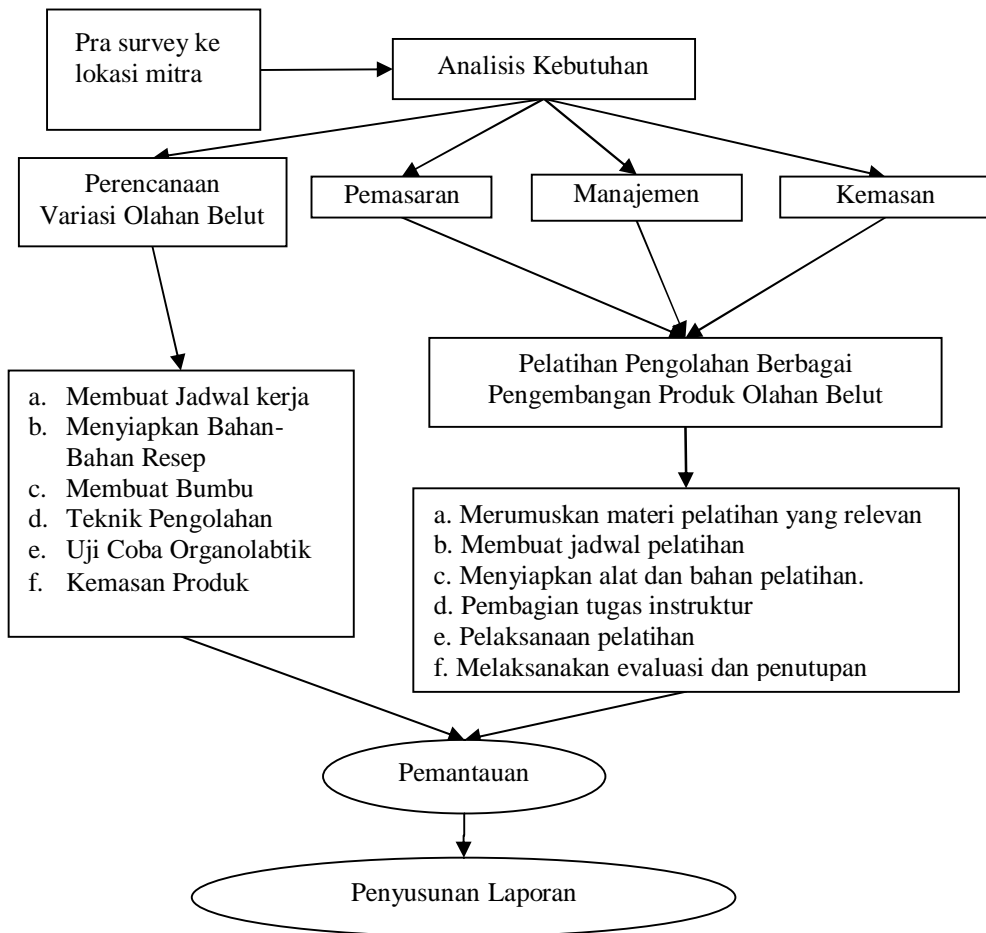 Pra survey ke
lokasi mitra
Analisis Kebutuhan
Perencanaan
Variasi Olahan Belut
Pemasaran
Manajemen
Kemasan
Pelatihan Pengolahan Berbagai
Pengembangan Produk Olahan Belut
a. Membuat Jadwal kerja
b. Menyiapkan Bahan-
Bahan Resep
c. Membuat Bumbu
d. Teknik Pengolahan
e. Uji Coba Organolabtik
f. Kemasan Produk
a. Merumuskan materi pelatihan yang relevan
b. Membuat jadwal pelatihan
c. Menyiapkan alat dan bahan pelatihan.
d. Pembagian tugas instruktur
e. Pelaksanaan pelatihan
f. Melaksanakan evaluasi dan penutupan
Pemantauan
Penyusunan Laporan